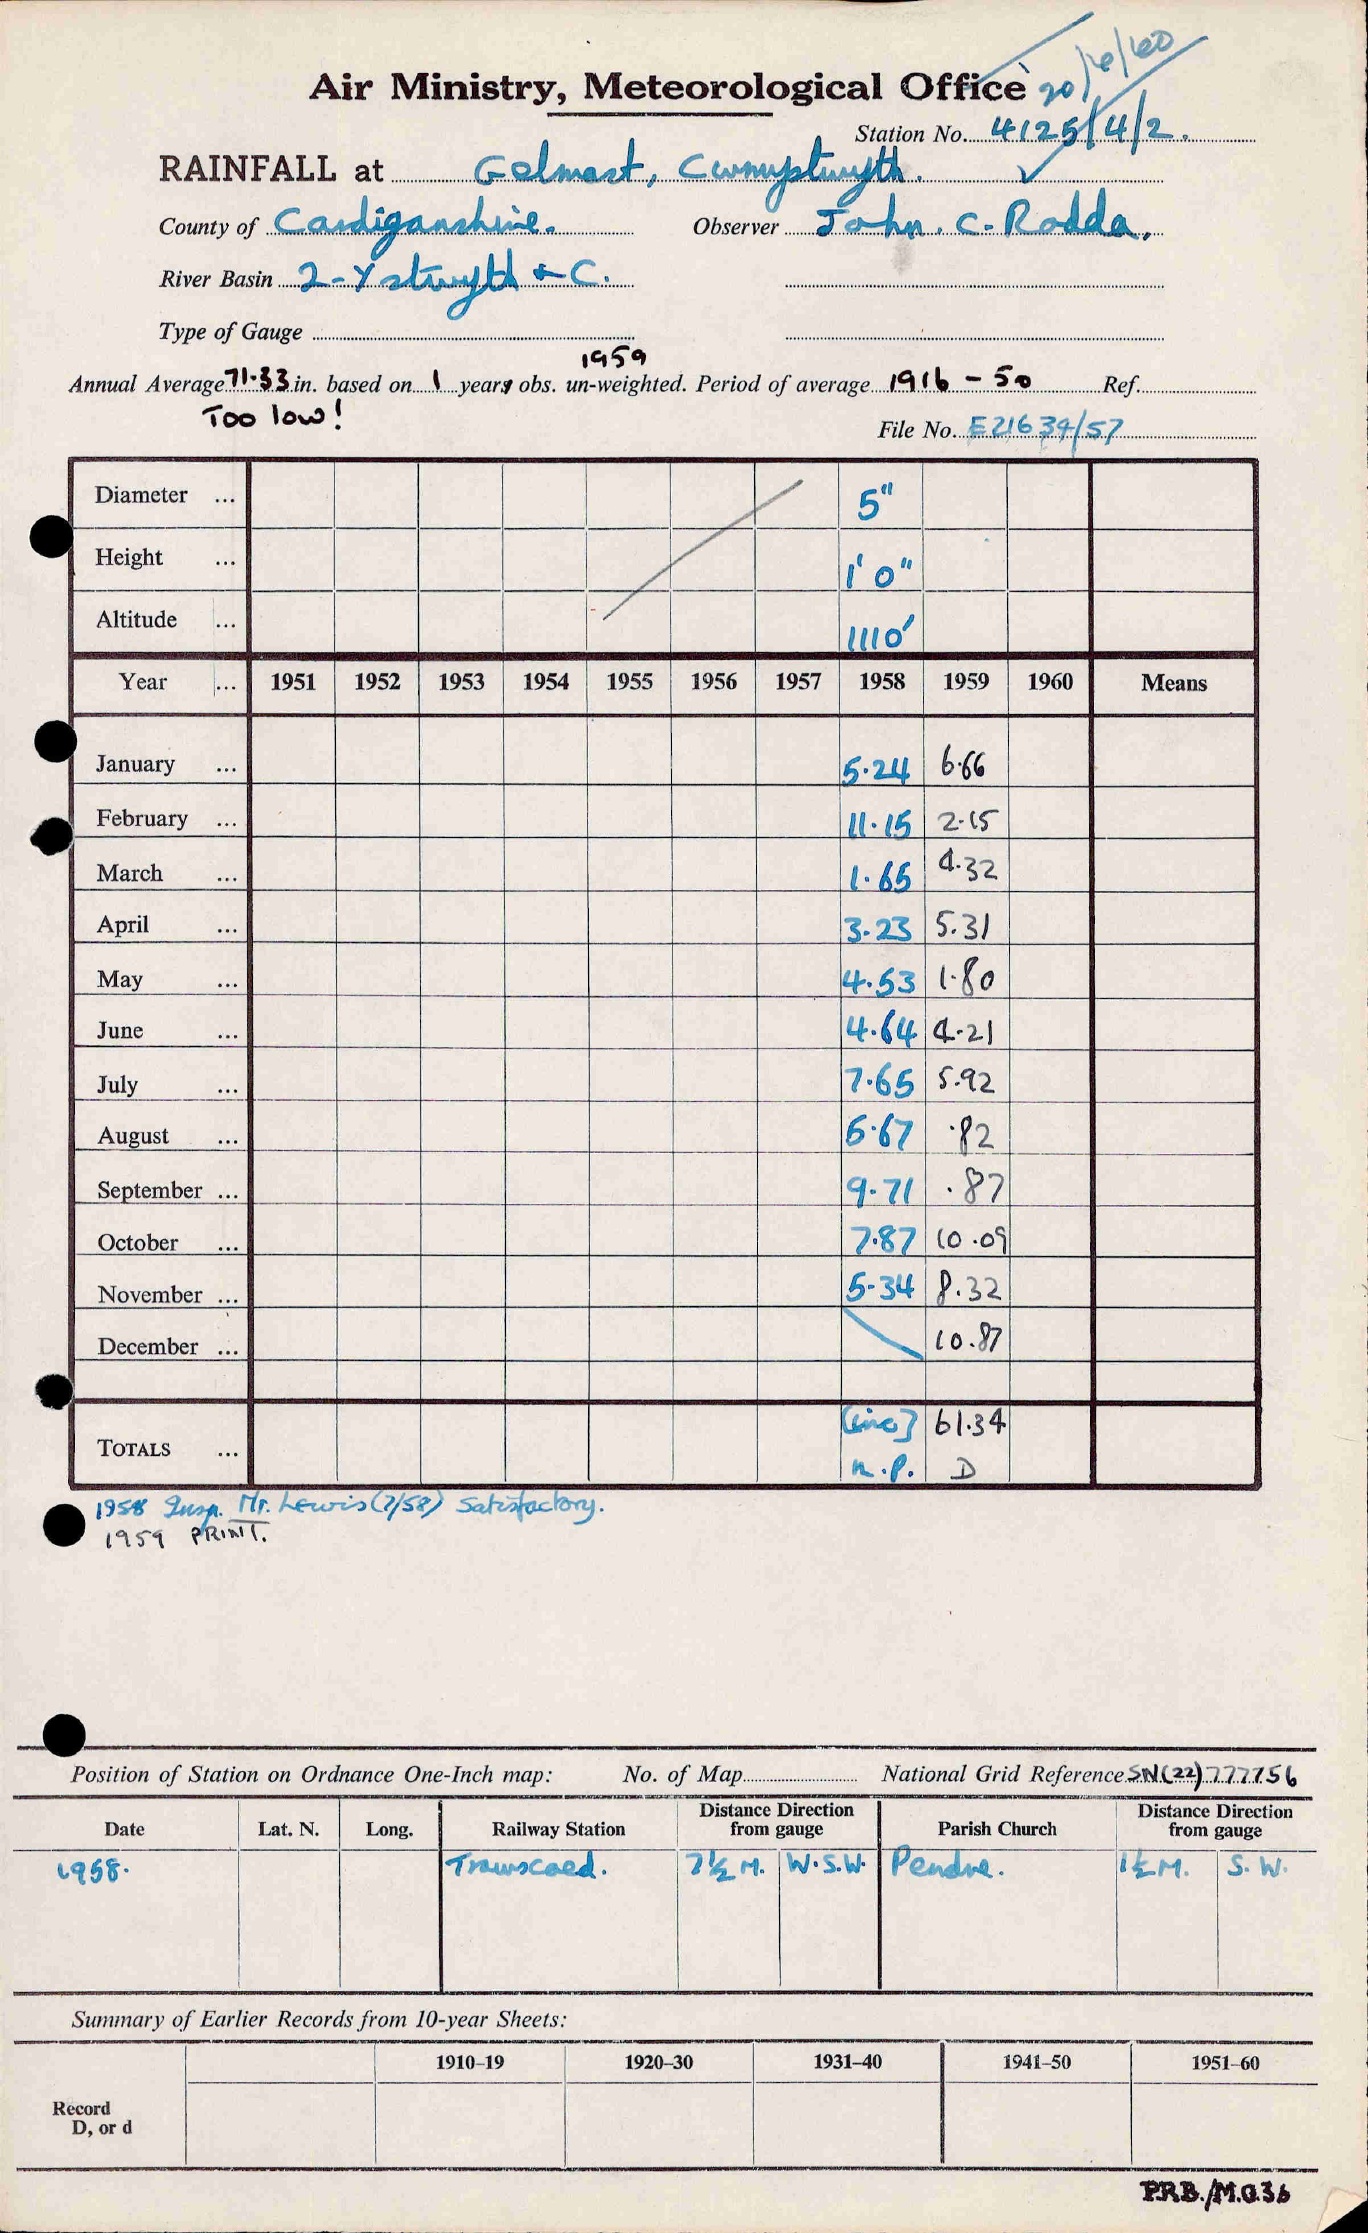 20/6/60
Air Ministry, Meteorological Office
Station No. 4125/4/2.
RAINFALL at Gelmast, Cwmystwyth.
County of Cardiganshire. Observer John. C. Rodda.
River Basin 2-Ystwyth & C.
Type of Gauge
1959
Annual Average 71.33 in. based on 1 years obs. un-weighted. Period of average 1916 - 50 Ref.
Too low!
File No. E21634/57
Diameter ... 5"
Height ... 1' 0"
Altitude ... 1110'
Year ... 1951 1952 1953 1954 1955 1956 1957 1958 1959 1960 Means
January ... 5.24 6.66
February ... 11.15 2.15
March ... 1.65 4.32
April ... 3.23 5.31
May ... 4.53 1.80
June ... 4.64 4.21
July ... 7.65 5.92
August ... 6.67 .82
September ... 9.71 .87
October ... 7.87 10.09
November ... 5.34 8.32
December ... 10.87
TOTALS ... [inc] 61.34
n.p. D
1958 Insp. Mr. Lewis (7/58) Satisfactory.
1959 PRINT.
Position of Station on Ordnance One-Inch map: No. of Map National Grid Reference SN(22)777756
Date Lat. N. Long. Railway Station Distance Direction from gauge Parish Church Distance Direction from gauge
1958. Trawscoed. 7½ M. W.S.W. Pendre. 1½ M. S.W.
Summary of Earlier Records from 10-year Sheets:
1910–19 1920–30 1931–40 1941–50 1951–60
Record
D, or d
P.R.B./M.O.36